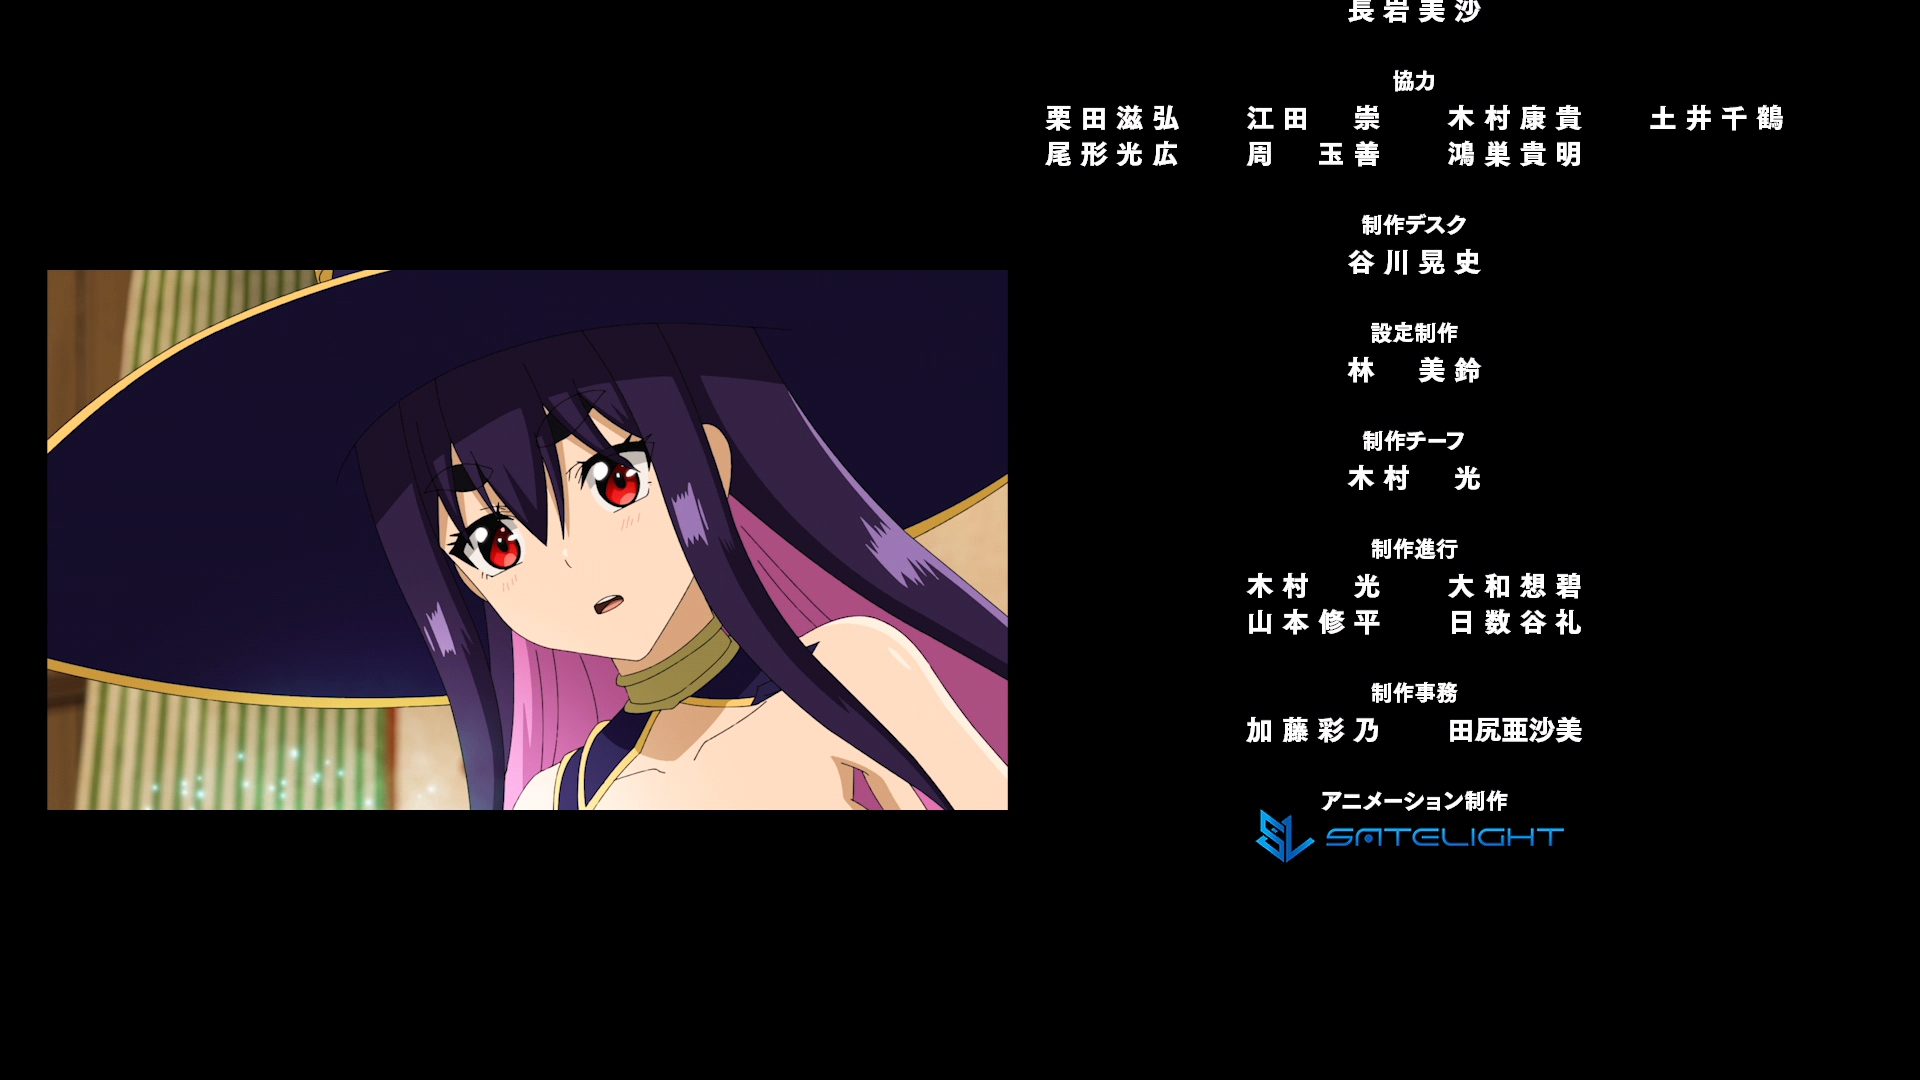 長岩美沙
協力
栗田滋弘 江田 崇 木村康貴 土井千鶴
尾形光広 周 玉善 鴻巣貴明
制作デスク
谷川晃史
設定制作
林 美鈴
制作チーフ
木村 光
制作進行
木村 光 大和想碧
山本修平 日数谷礼
制作事務
加藤彩乃 田尻亜沙美
アニメーション制作
SATELIGHT